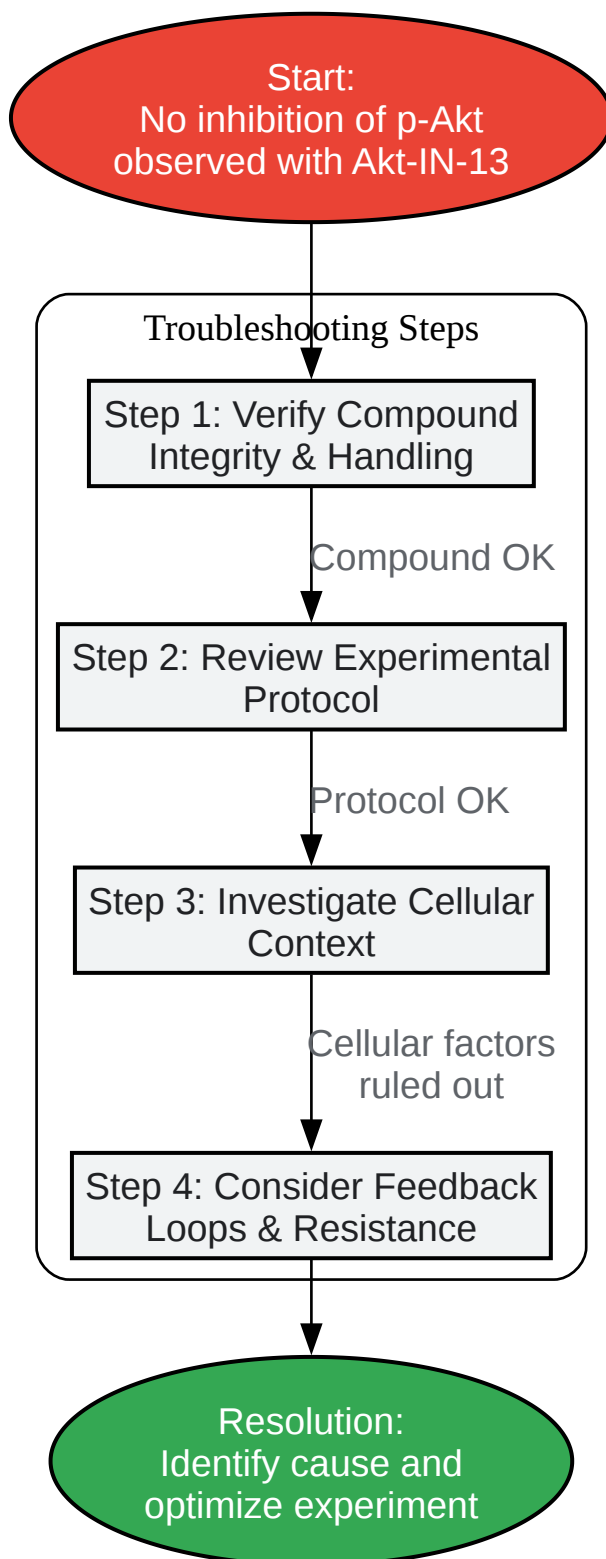 Start:
No inhibition of p-Akt
observed with Akt-IN-13
Troubleshooting Steps
Step 1: Verify Compound
Integrity & Handling
Compound OK
Step 2: Review Experimental
Protocol
Protocol OK
Step 3: Investigate Cellular
Context
Cellular factors
ruled out
Step 4: Consider Feedback
Loops & Resistance
Resolution:
Identify cause and
optimize experiment